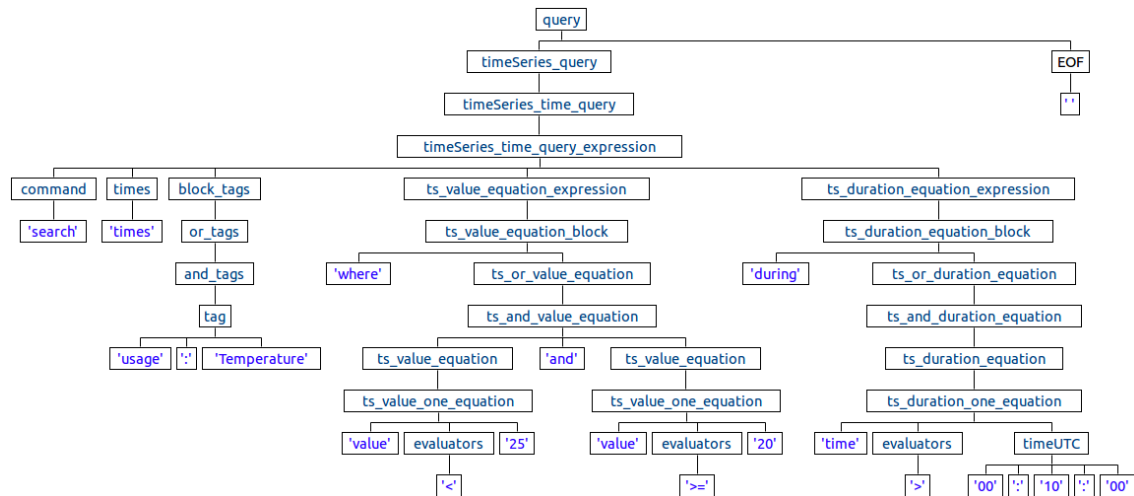 query
timeSeries_query EOF
timeSeries_time_query ' '
timeSeries_time_query_expression
command times block_tags ts_value_equation_expression ts_duration_equation_expression
'search' 'times' or_tags ts_value_equation_block ts_duration_equation_block
and_tags 'where' ts_or_value_equation 'during' ts_or_duration_equation
tag ts_and_value_equation ts_and_duration_equation
'usage' ':' 'Temperature' ts_value_equation 'and' ts_value_equation ts_duration_equation
ts_value_one_equation ts_value_one_equation ts_duration_one_equation
'value' evaluators '25' 'value' evaluators '20' 'time' evaluators timeUTC
'<' '>=' '>' '00' ':' '10' ':' '00'